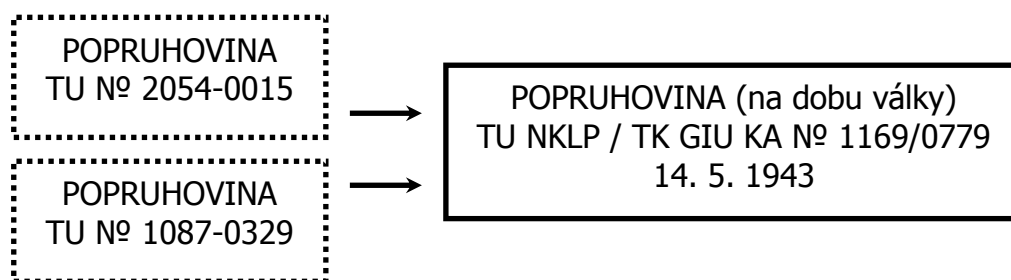 POPRUHOVINA
TU № 2054-0015
POPRUHOVINA
TU № 1087-0329
POPRUHOVINA (na dobu války)
TU NKLP / TK GIU KA № 1169/0779
14. 5. 1943